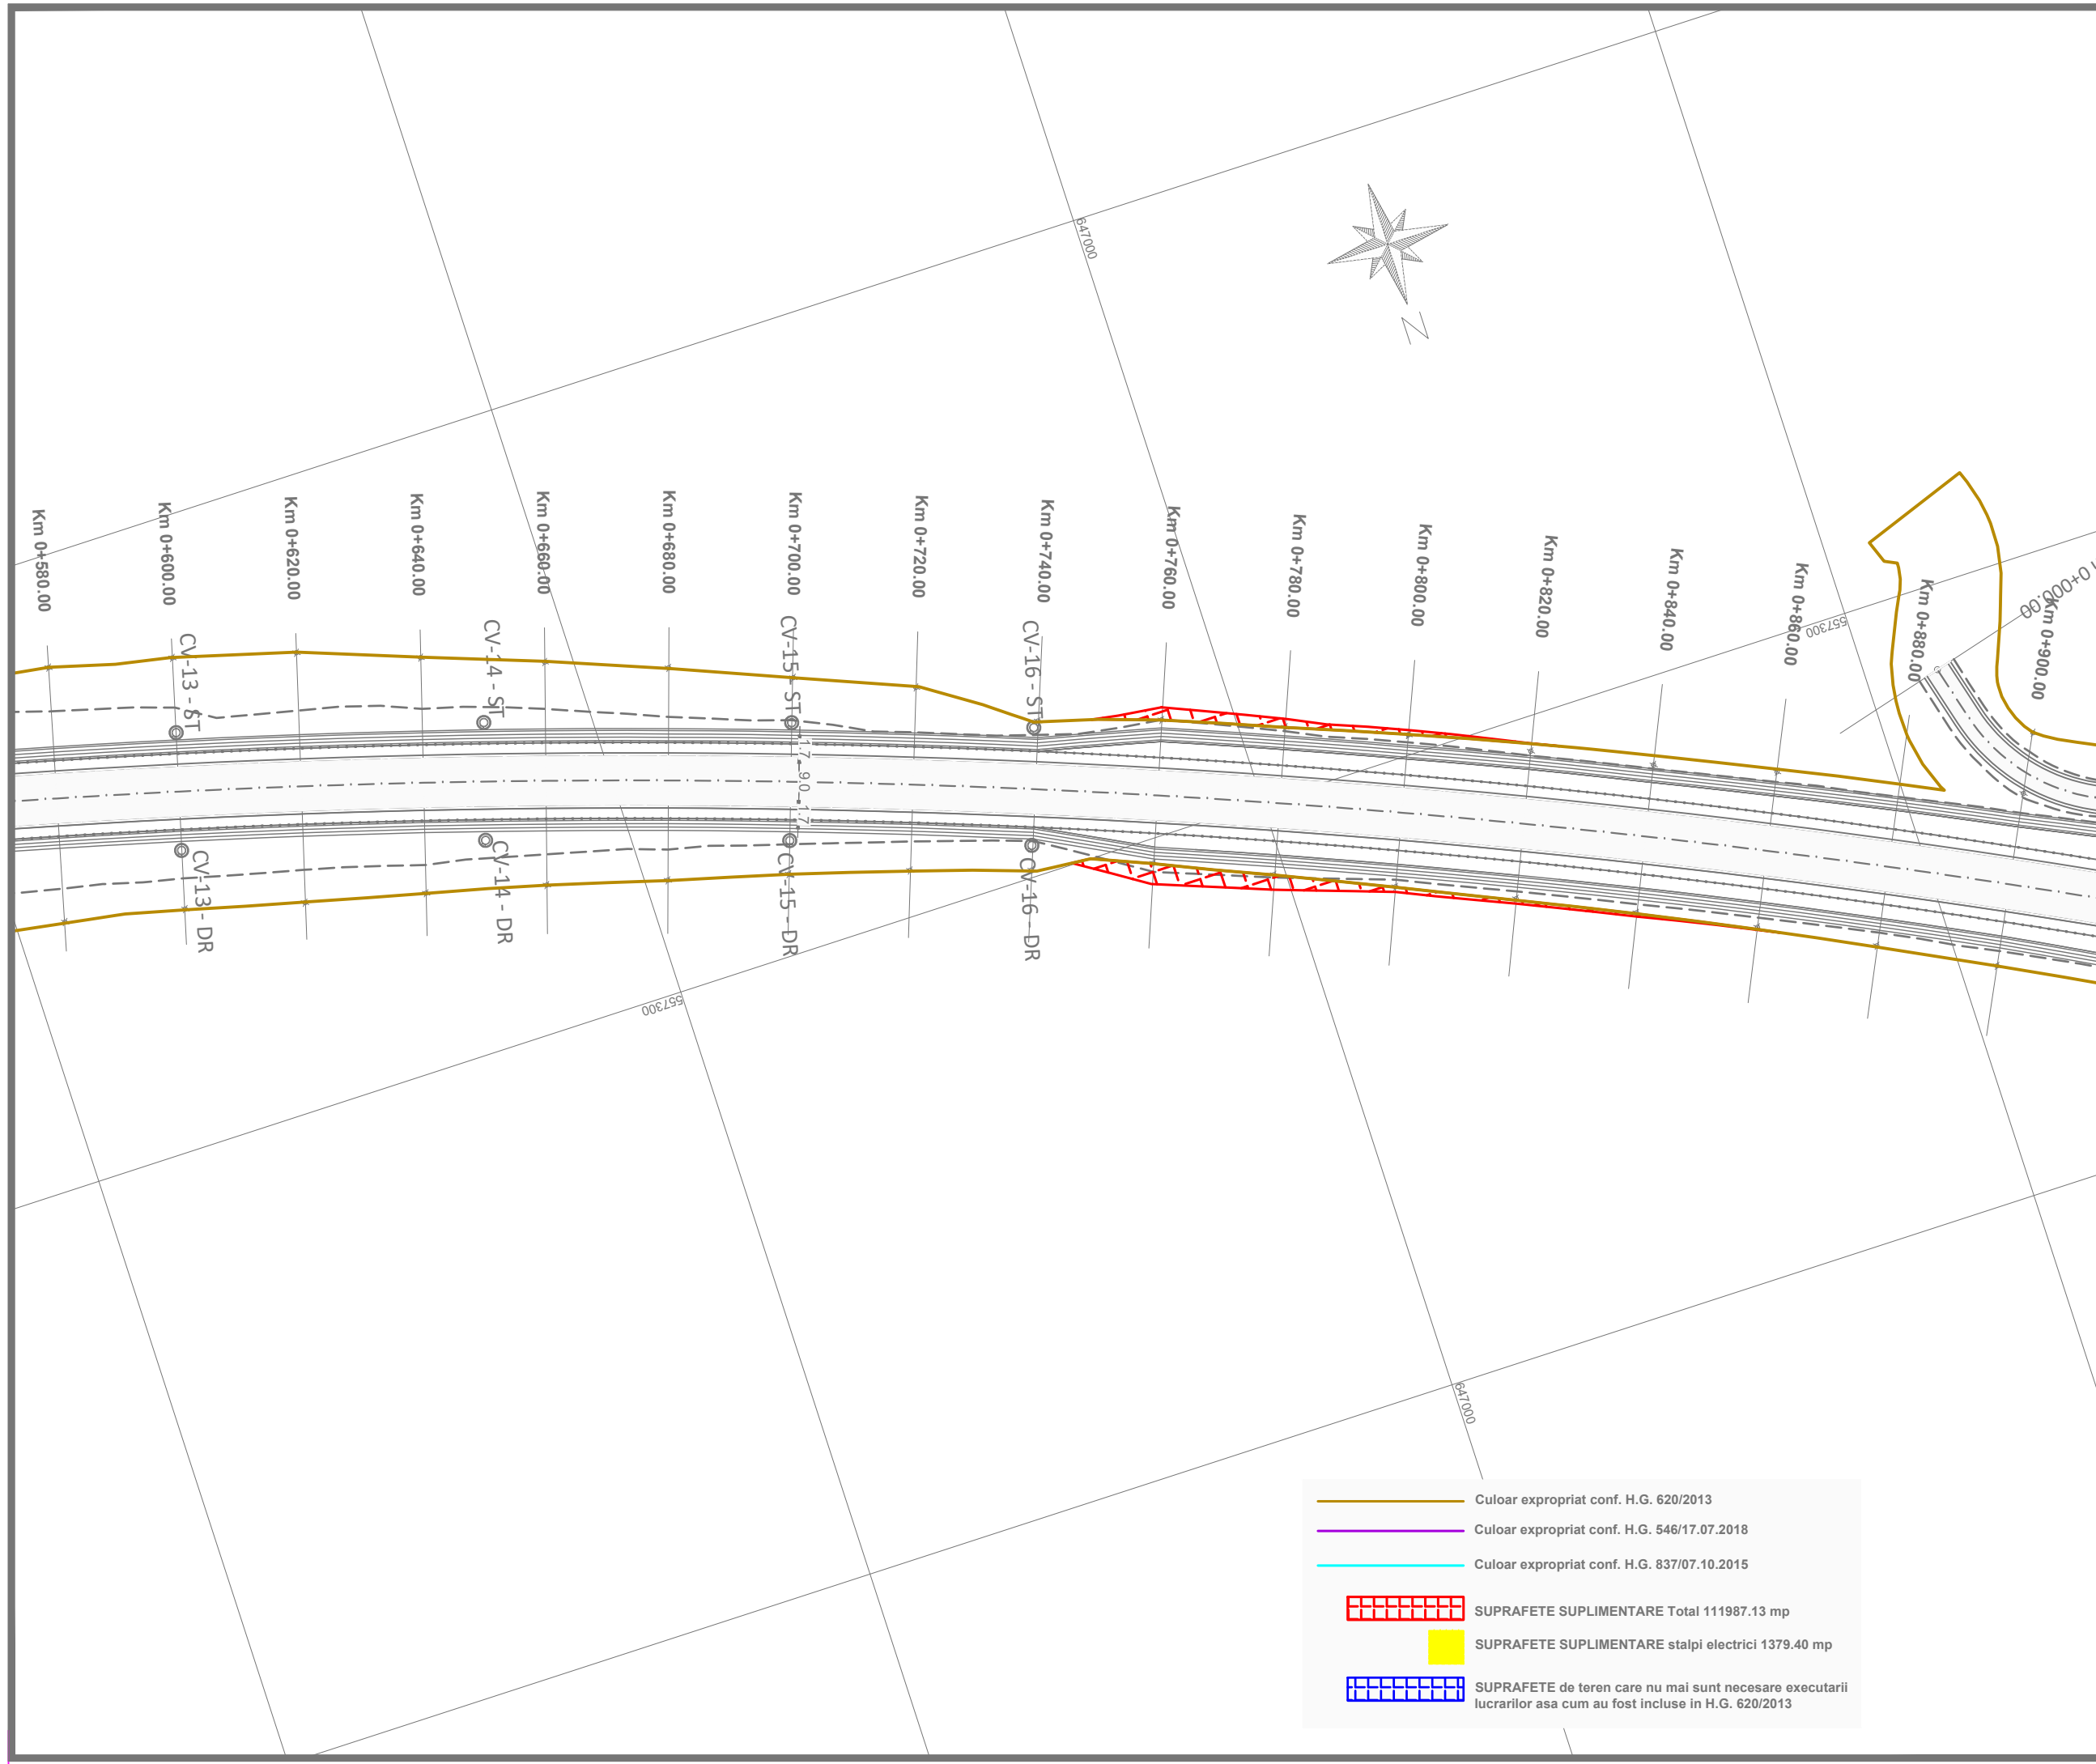 647000
N
Km 0+580.00
Km 0+600.00
Km 0+620.00
Km 0+640.00
Km 0+660.00
Km 0+680.00
Km 0+700.00
Km 0+720.00
Km 0+740.00
Km 0+760.00
Km 0+780.00
Km 0+800.00
Km 0+820.00
Km 0+840.00
Km 0+860.00
Km 0+880.00
Km 0+900.00
0+000.00
557300
CV-13 - ST
CV-14 - ST
CV-15 - ST
CV-16 - ST
1.7
9.0
1.7
CV-13 - DR
CV-14 - DR
CV-15 - DR
CV-16 - DR
557300
647000
Culoar expropriat conf. H.G. 620/2013
Culoar expropriat conf. H.G. 546/17.07.2018
Culoar expropriat conf. H.G. 837/07.10.2015
SUPRAFETE SUPLIMENTARE Total 111987.13 mp
SUPRAFETE SUPLIMENTARE stalpi electrici 1379.40 mp
SUPRAFETE de teren care nu mai sunt necesare executarii
lucrarilor asa cum au fost incluse in H.G. 620/2013